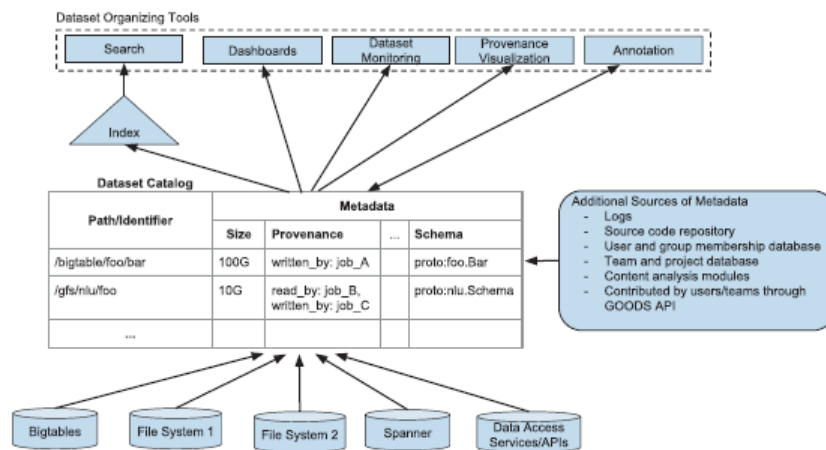 Dataset Organizing Tools
Search
Dashboards
Dataset
Monitoring
Provenance
Visualization
Annotation
Index
Dataset Catalog
Path/Identifier
Metadata
Size
Provenance
...
Schema
/bigtable/foo/bar
100G
written_by: job_A
proto:foo.Bar
/gfs/nlu/foo
10G
read_by: job_B,
written_by: job_C
proto:nlu.Schema
...
Additional Sources of Metadata
- Logs
- Source code repository
- User and group membership database
- Team and project database
- Content analysis modules
- Contributed by users/teams through
GOODS API
Bigtables
File System 1
File System 2
Spanner
Data Access
Services/APIs